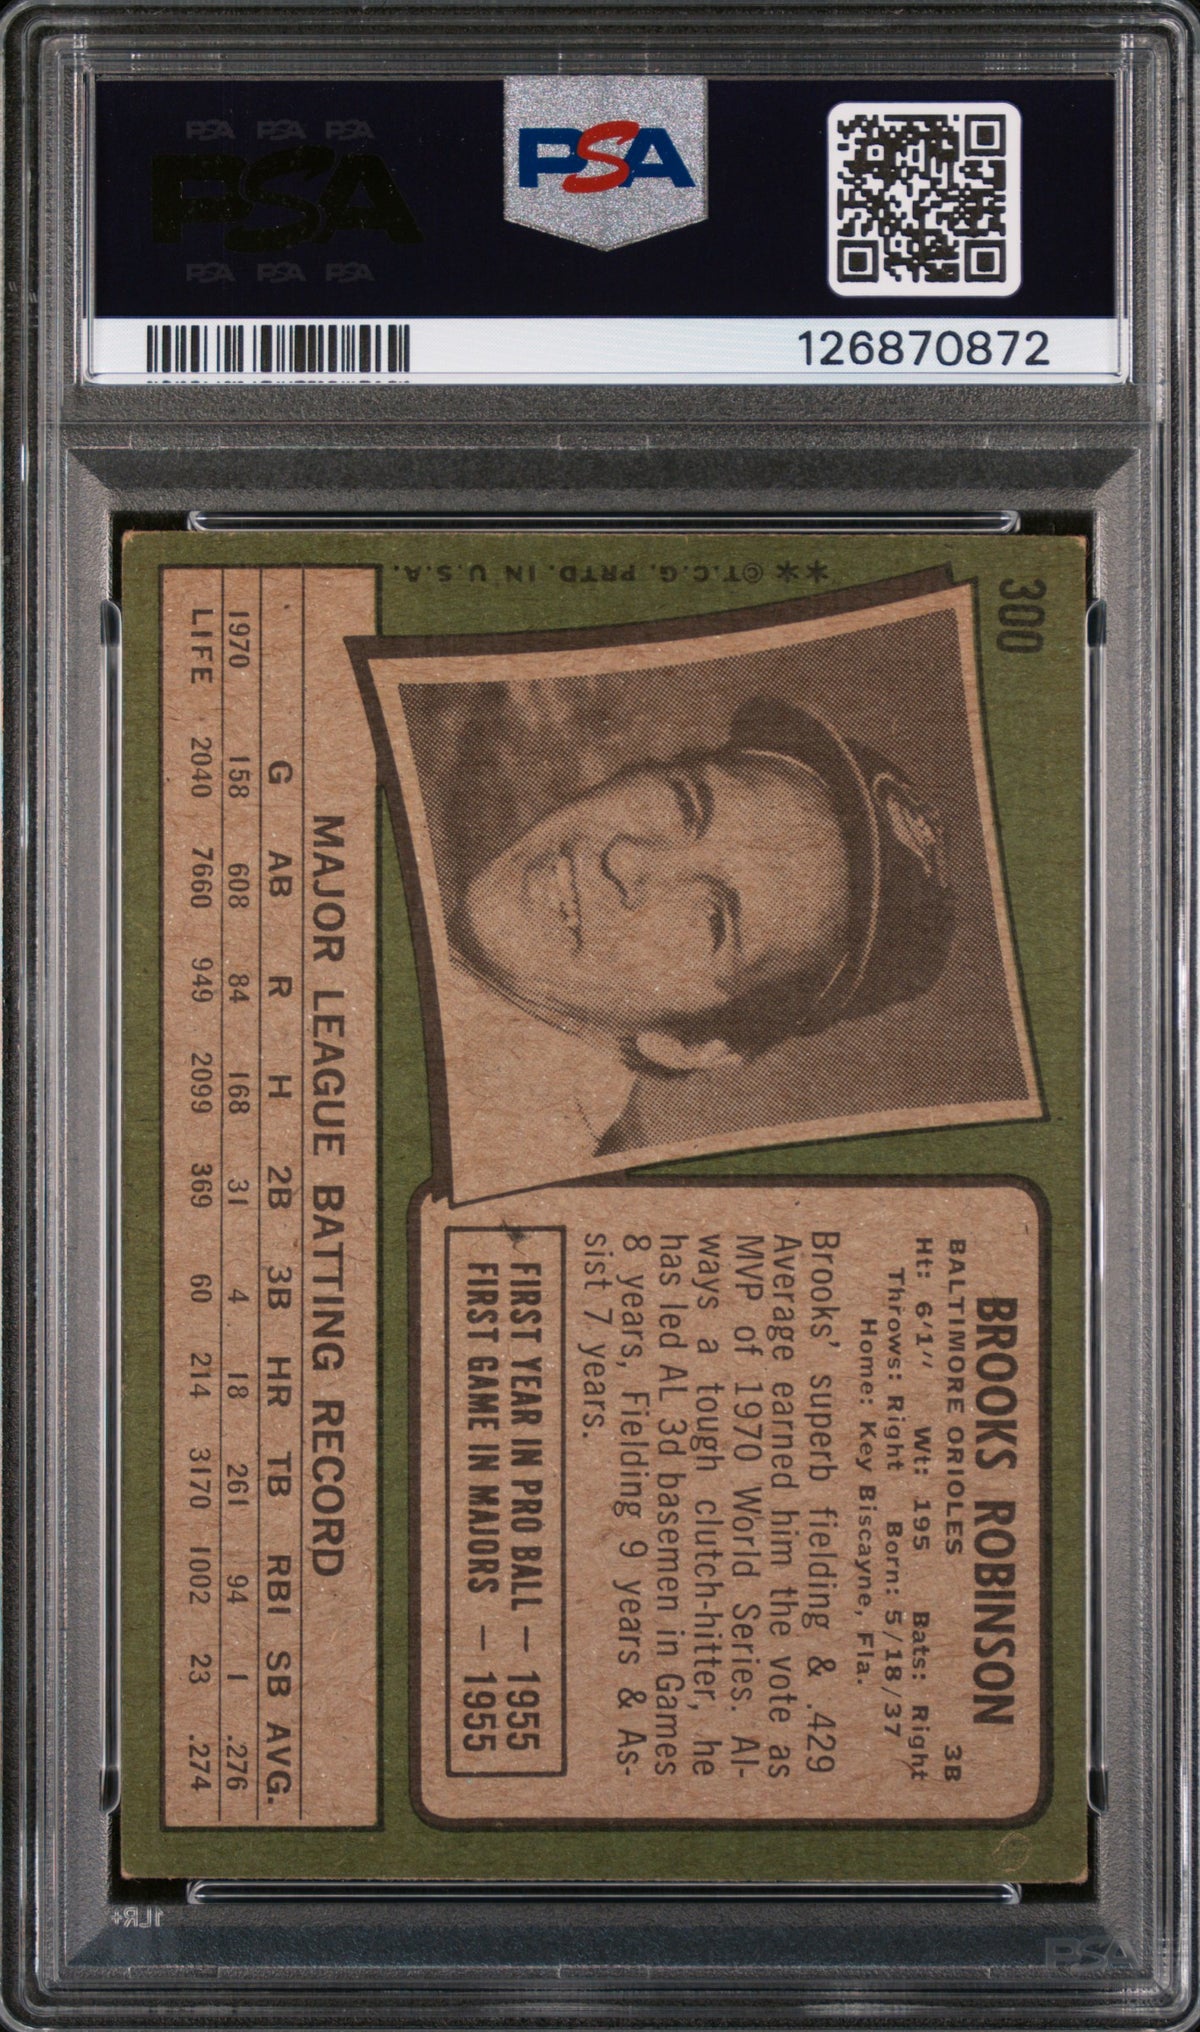 PSA PSA PSA
PSA
PSA PSA PSA
PSA
126870872
300
BROOKS ROBINSON
BALTIMORE ORIOLES 3B
Ht: 6'1" Wt: 195 Bats: Right
Throws: Right Born: 5/18/37
Home: Key Biscayne, Fla.
Brooks' superb fielding & .429
Average earned him the vote as
MVP of 1970 World Series. Al-
ways a tough clutch-hitter, he
has led AL 3d basemen in Games
8 years, Fielding 9 years & As-
sist 7 years.
FIRST YEAR IN PRO BALL — 1955
FIRST GAME IN MAJORS — 1955
**©T.C.G. PRTD. IN U.S.A.
MAJOR LEAGUE BATTING RECORD
G AB R H 2B 3B HR TB RBI SB AVG.
1970 158 608 84 168 31 4 18 261 94 1 .276
LIFE 2040 7660 949 2099 369 60 214 3170 1002 23 .274
1LR+
PSA